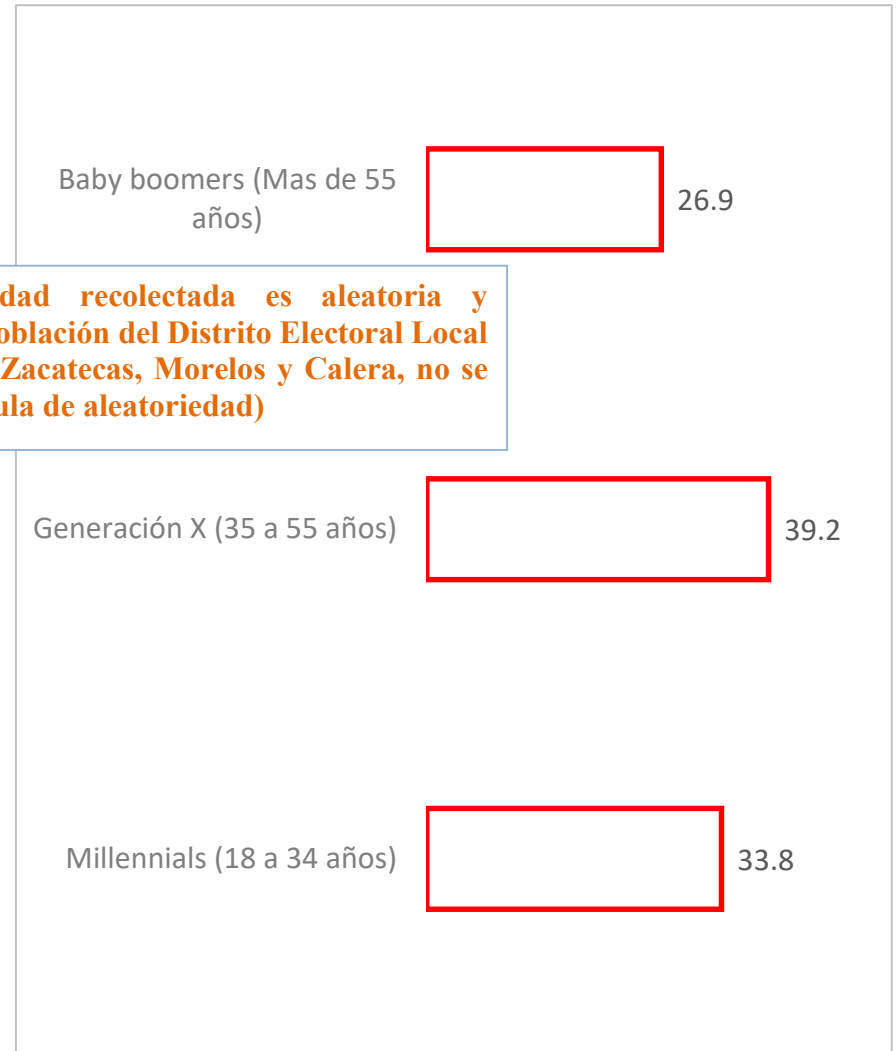 Baby boomers (Mas de 55
años)
26.9
dad recolectada es aleatoria y
oblación del Distrito Electoral Local
Zacatecas, Morelos y Calera, no se
ula de aleatoriedad)
Generación X (35 a 55 años)
39.2
Millennials (18 a 34 años)
33.8